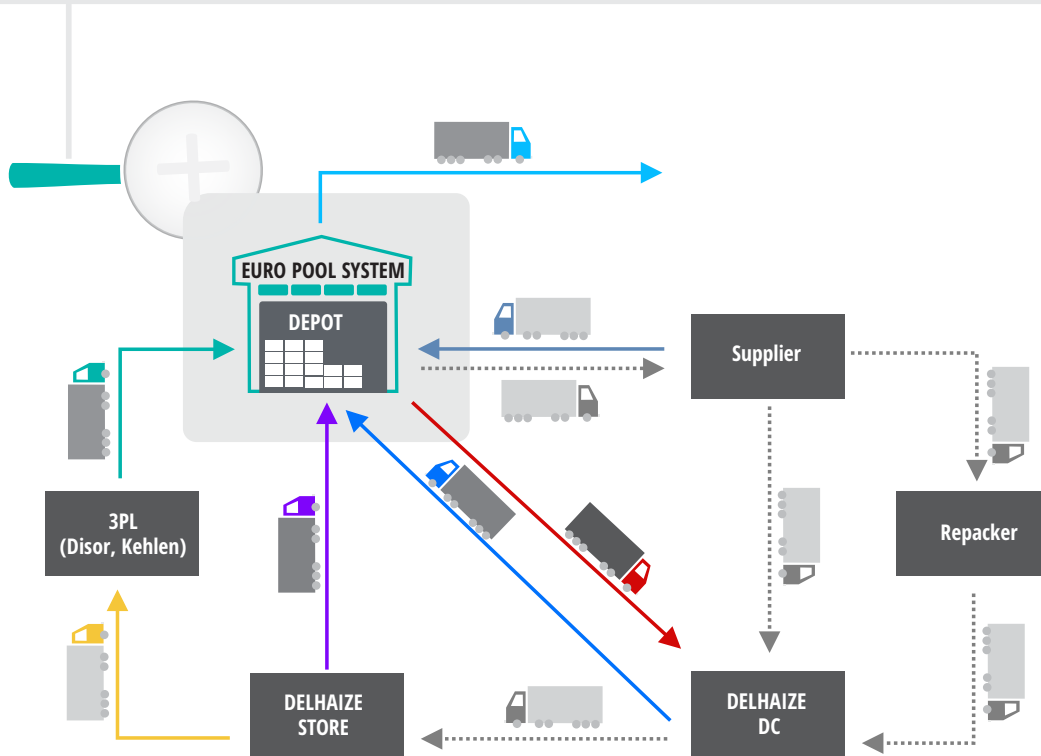 EURO POOL SYSTEM
DEPOT
Supplier
3PL
(Disor, Kehlen)
Repacker
DELHAIZE
STORE
DELHAIZE
DC